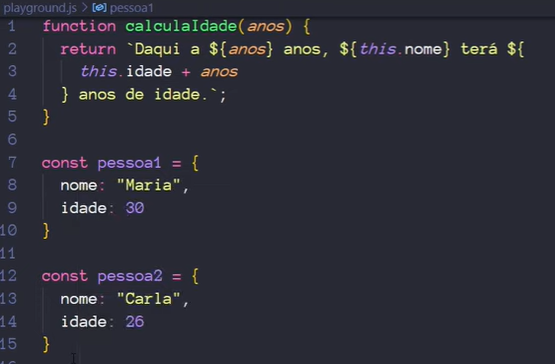 playground.js > [⊘] pessoa1
1 function calculaIdade(anos) {
2   return `Daqui a ${anos} anos, ${this.nome} terá ${
3     this.idade + anos
4   } anos de idade.`;
5 }
6
7 const pessoa1 = {
8   nome: "Maria",
9   idade: 30
10 }
11
12 const pessoa2 = {
13   nome: "Carla",
14   idade: 26
15 }